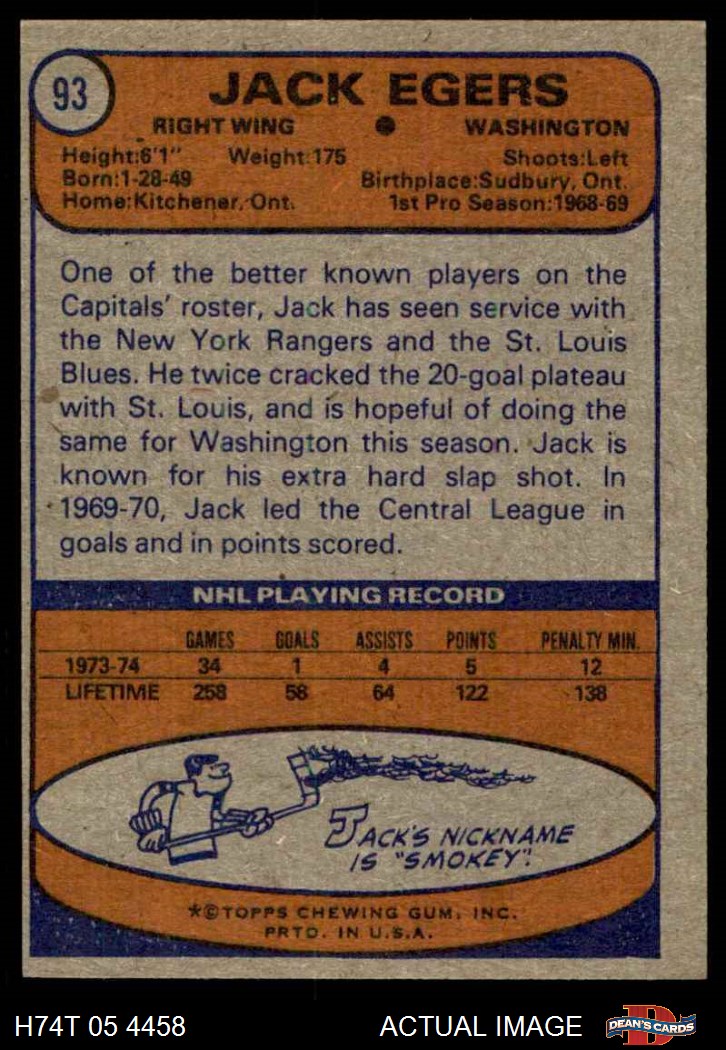 93
JACK EGERS
RIGHT WING ● WASHINGTON
Height:6'1" Weight:175 Shoots:Left
Born:1-28-49 Birthplace:Sudbury, Ont.
Home:Kitchener, Ont. 1st Pro Season:1968-69
One of the better known players on the
Capitals' roster, Jack has seen service with
the New York Rangers and the St. Louis
Blues. He twice cracked the 20-goal plateau
with St. Louis, and is hopeful of doing the
same for Washington this season. Jack is
known for his extra hard slap shot. In
1969-70, Jack led the Central League in
goals and in points scored.
NHL PLAYING RECORD
GAMES GOALS ASSISTS POINTS PENALTY MIN.
1973-74 34 1 4 5 12
LIFETIME 258 58 64 122 138
JACK'S NICKNAME
IS "SMOKEY".
*©TOPPS CHEWING GUM, INC.
PRTD. IN U.S.A.
H74T 05 4458 ACTUAL IMAGE D DEAN'S CARDS